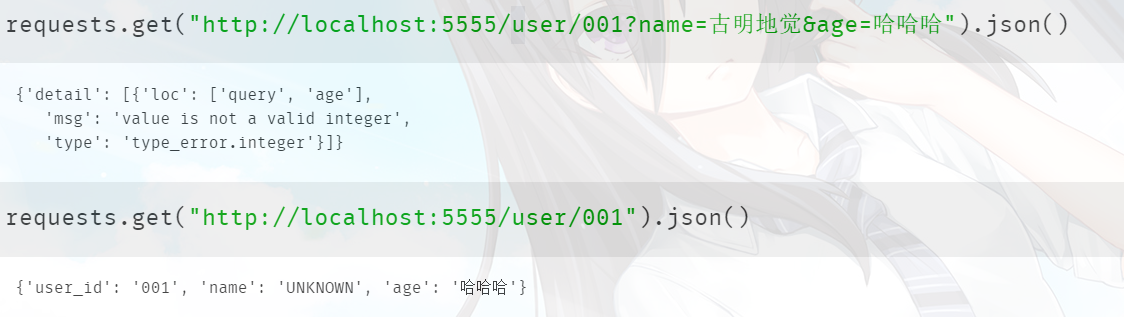 requests.get("http://localhost:5555/user/001?name=古明地觉&age=哈哈哈").json()
{'detail': [{'loc': ['query', 'age'],
'msg': 'value is not a valid integer',
'type': 'type_error.integer'}]}
requests.get("http://localhost:5555/user/001").json()
{'user_id': '001', 'name': 'UNKNOWN', 'age': '哈哈哈'}